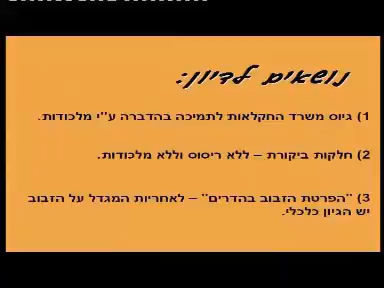 נושאים לדיון:
1) גיוס משרד החקלאות לתמיכה בהדברה ע"י מלכודות.
2) חלקות ביקורת – ללא ריסוס וללא מלכודות.
3) "הפרטת הזבוב בהדרים" – לאחריות המגדל על הזבוב
יש הגיון כלכלי.